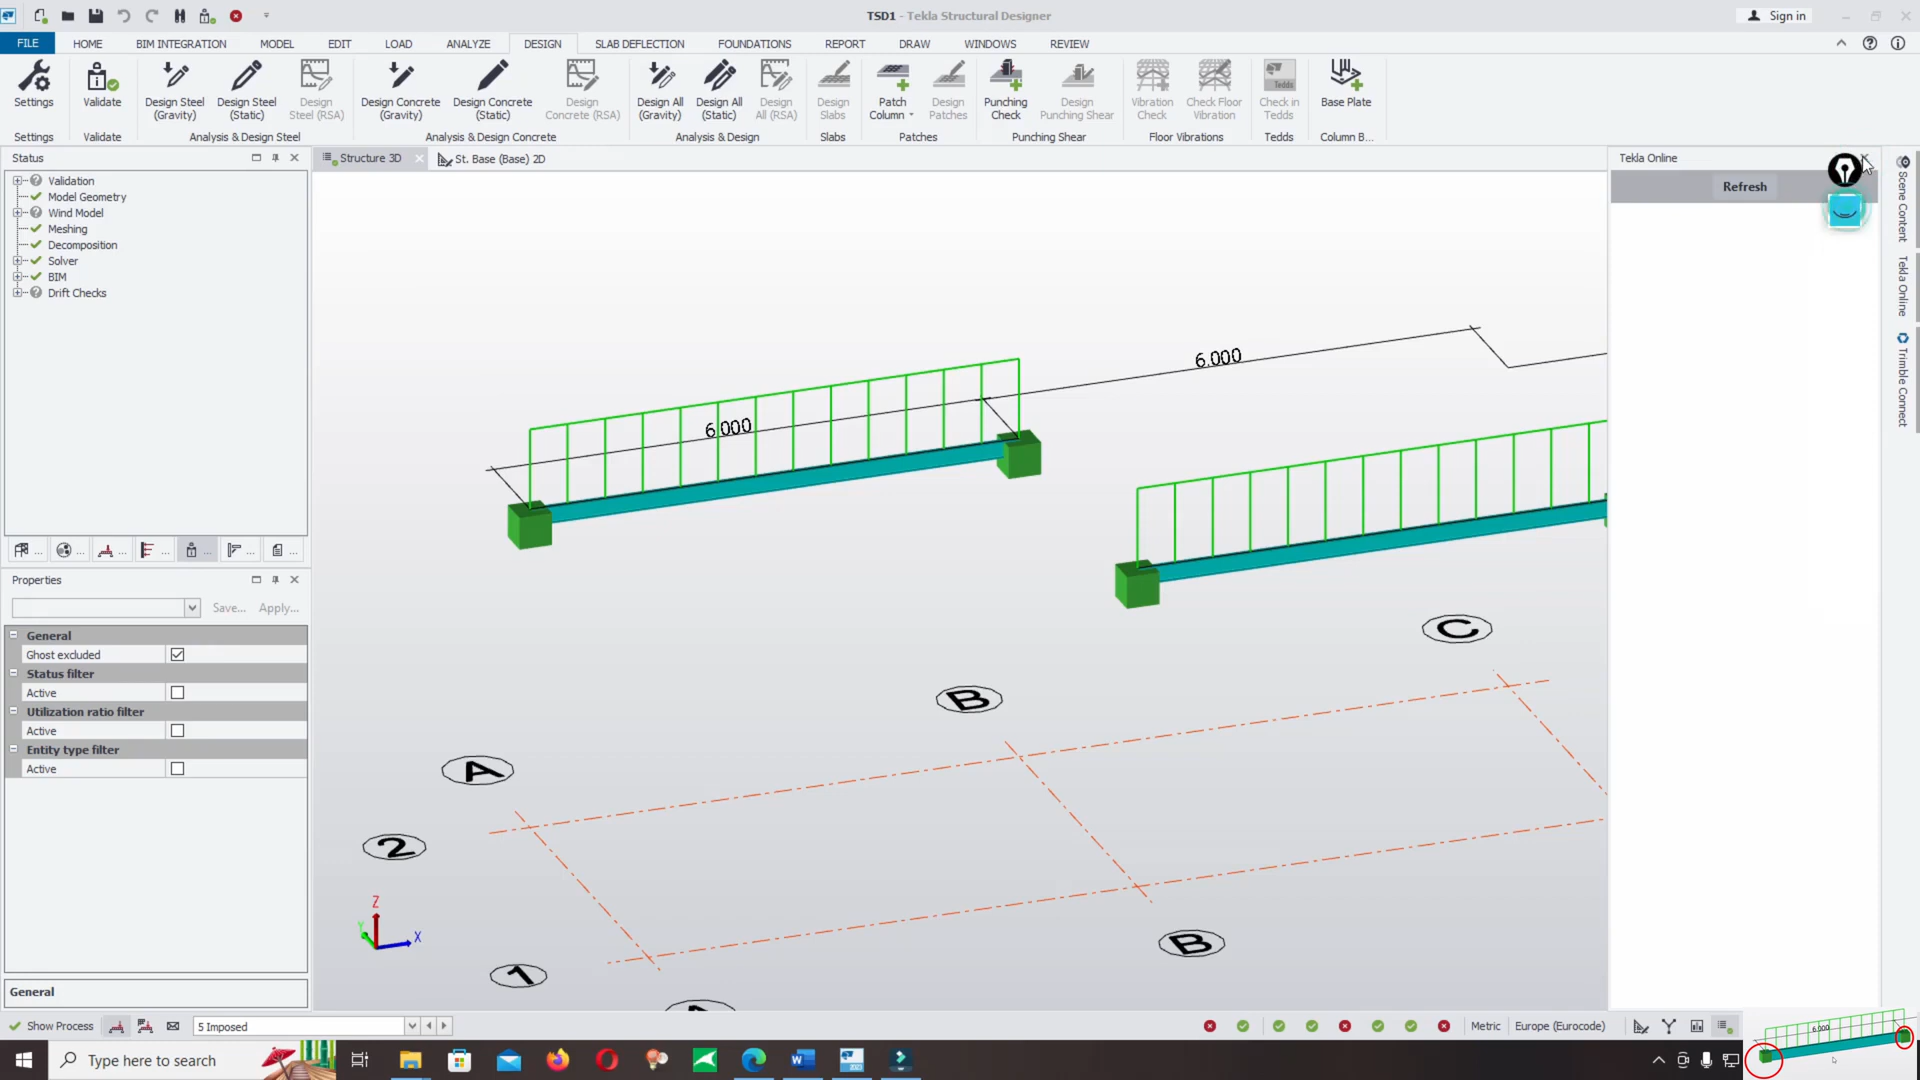 TSD1 - Tekla Structural Designer
Sign in
FILE
HOME
BIM INTEGRATION
MODEL
EDIT
LOAD
ANALYZE
DESIGN
SLAB DEFLECTION
FOUNDATIONS
REPORT
DRAW
WINDOWS
REVIEW
Settings
Validate
Design Steel (Gravity)
Design Steel (Static)
Design Steel (RSA)
Design Concrete (Gravity)
Design Concrete (Static)
Design Concrete (RSA)
Design All (Gravity)
Design All (Static)
Design All (RSA)
Design Slabs
Patch Column
Design Patches
Punching Check
Design Punching Shear
Vibration Check
Check Floor Vibration
Tedds
Check in Tedds
Base Plate
Settings
Validate
Analysis & Design Steel
Analysis & Design Concrete
Analysis & Design
Slabs
Patches
Punching Shear
Floor Vibrations
Tedds
Column B...
Status
Structure 3D
St. Base (Base) 2D
Tekla Online
Refresh
Scene Content
Tekla Online
Trimble Connect
Validation
Model Geometry
Wind Model
Meshing
Decomposition
Solver
BIM
Drift Checks
Properties
Save...
Apply...
General
Ghost excluded
Status filter
Active
Utilization ratio filter
Active
Entity type filter
Active
General
6.000
6.000
C
B
A
2
B
1
Z
Y
X
Show Process
5 Imposed
Metric
Europe (Eurocode)
6.000
Type here to search